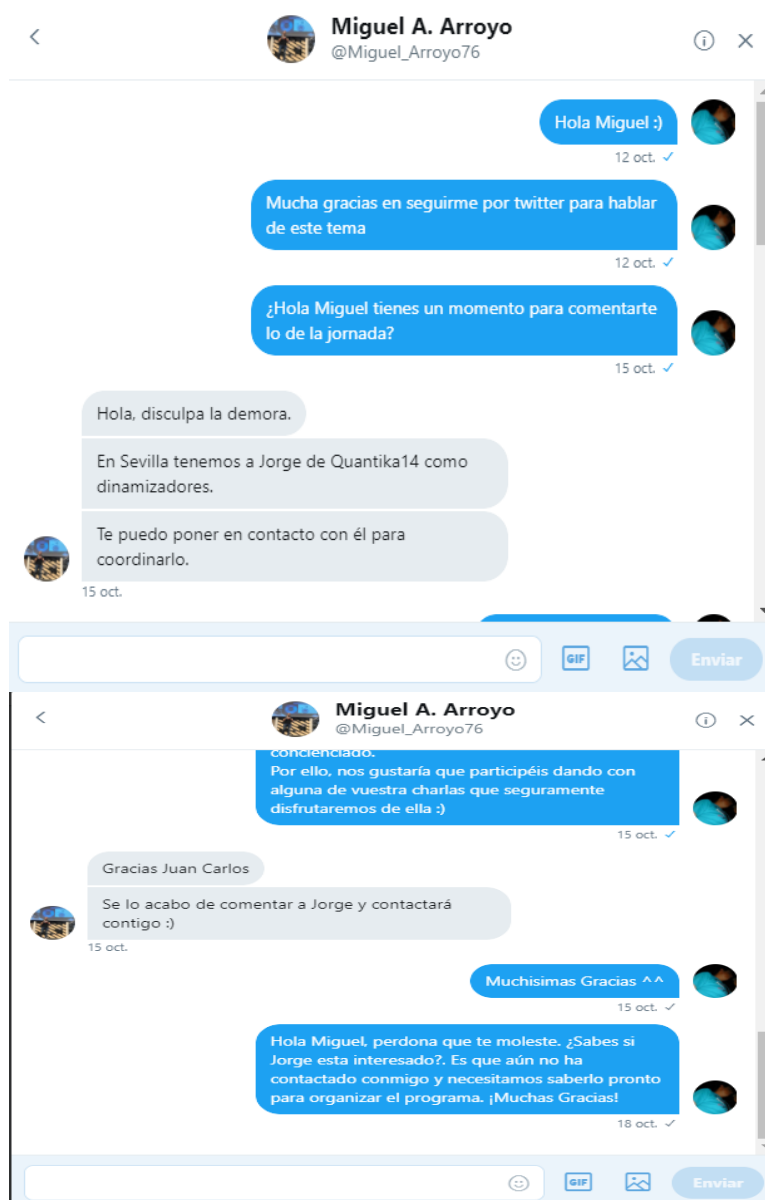 Miguel A. Arroyo
@Miguel_Arroyo76
Hola Miguel :)
12 oct.
Mucha gracias en seguirme por twitter para hablar
de este tema
12 oct.
¿Hola Miguel tienes un momento para comentarte
lo de la jornada?
15 oct.
Hola, disculpa la demora.
En Sevilla tenemos a Jorge de Quantika14 como
dinamizadores.
Te puedo poner en contacto con él para
coordinarlo.
15 oct.
GIF
Enviar
Miguel A. Arroyo
@Miguel_Arroyo76
concienciado.
Por ello, nos gustaría que participéis dando con
alguna de vuestra charlas que seguramente
disfrutaremos de ella :)
15 oct.
Gracias Juan Carlos
Se lo acabo de comentar a Jorge y contactará
contigo :)
15 oct.
Muchisimas Gracias ^^
15 oct.
Hola Miguel, perdona que te moleste. ¿Sabes si
Jorge esta interesado?. Es que aún no ha
contactado conmigo y necesitamos saberlo pronto
para organizar el programa. ¡Muchas Gracias!
18 oct.
GIF
Enviar